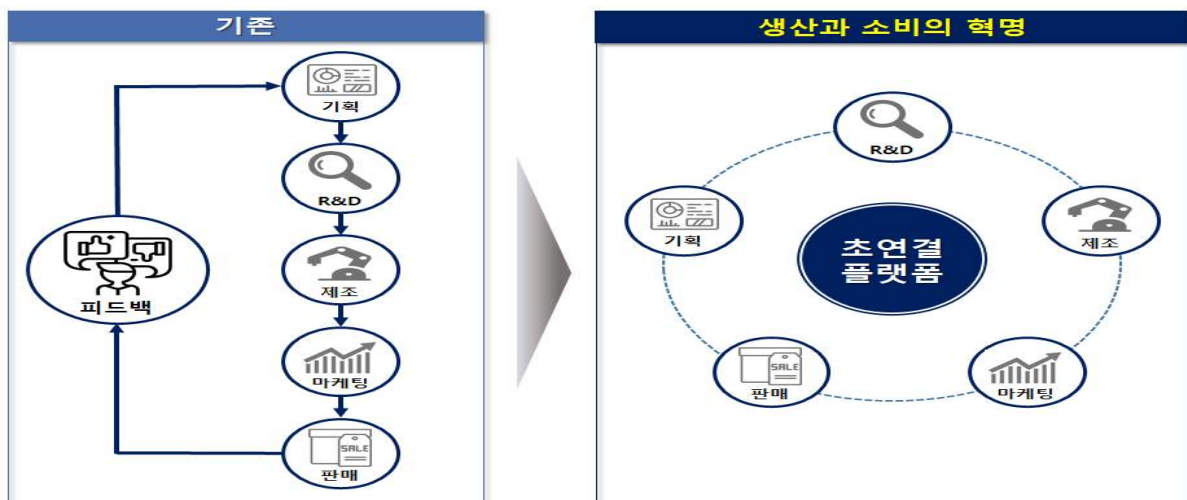 기존
기획
R&D
제조
마케팅
SALE
판매
피드백
생산과 소비의 혁명
R&D
기획
제조
초연결
플랫폼
SALE
판매
마케팅